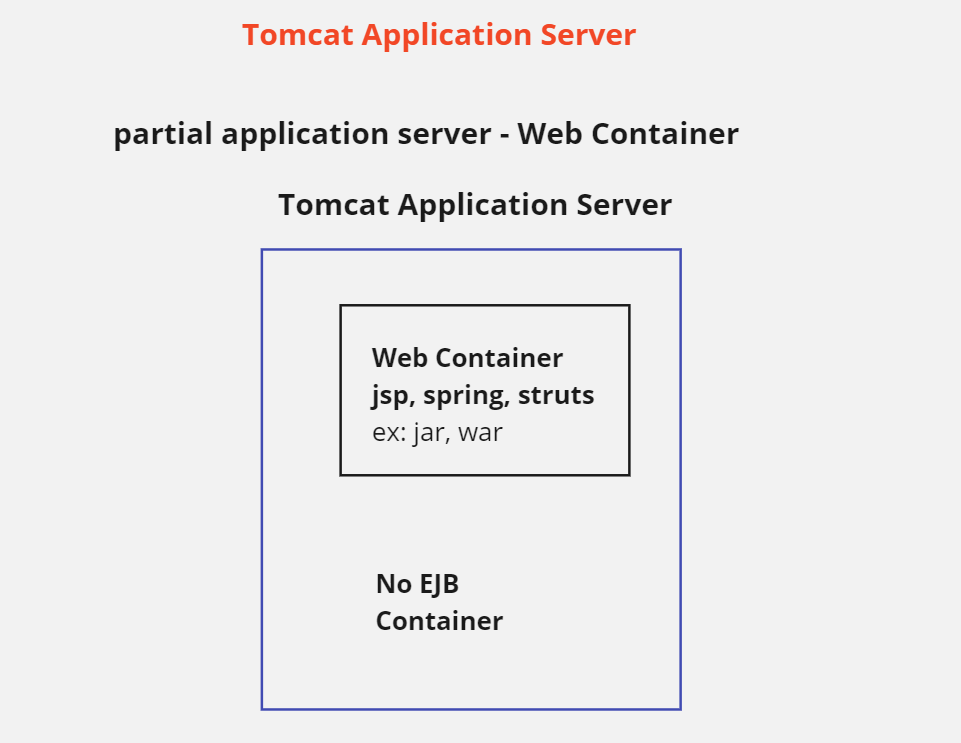 Tomcat Application Server
partial application server - Web Container
Tomcat Application Server
Web Container
jsp, spring, struts
ex: jar, war
No EJB
Container